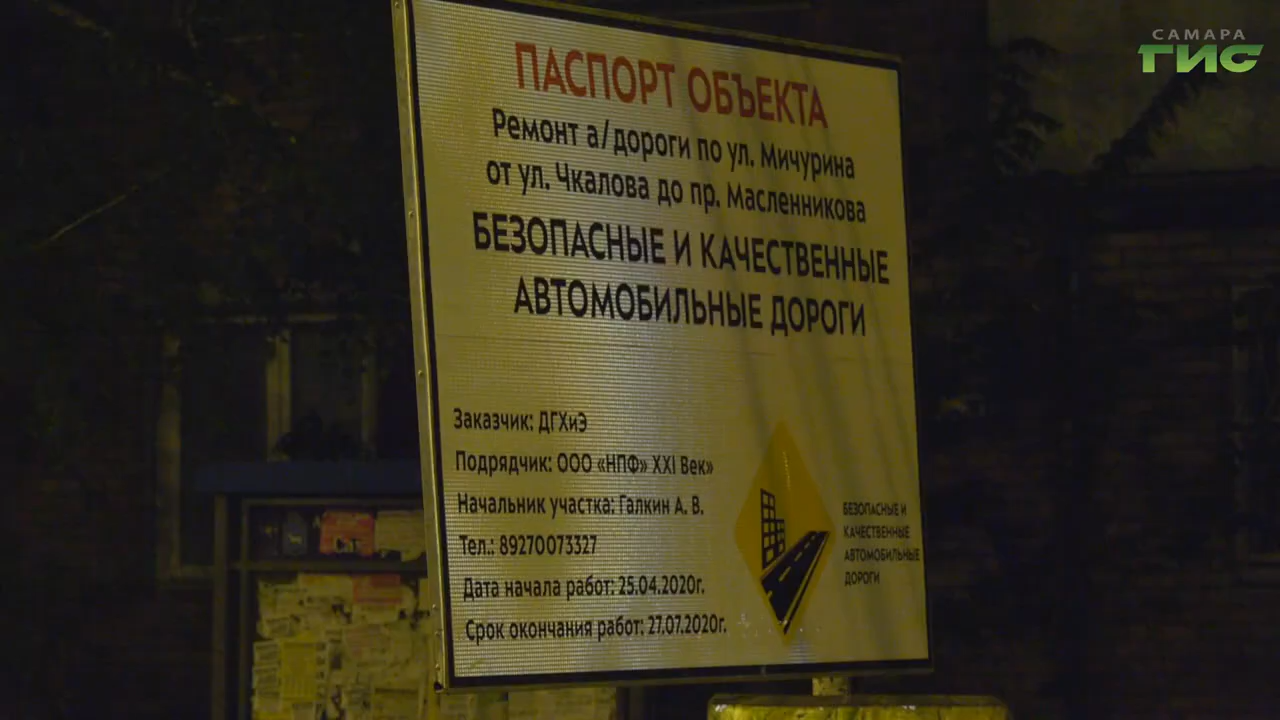 САМАРА
ГИС
ПАСПОРТ ОБЪЕКТА
Ремонт а/дороги по ул. Мичурина
от ул. Чкалова до пр. Масленникова
БЕЗОПАСНЫЕ И КАЧЕСТВЕННЫЕ
АВТОМОБИЛЬНЫЕ ДОРОГИ
Заказчик: ДГХиЭ
Подрядчик: ООО «НПФ» XXI Век»
Начальник участка: Галкин А. В.
Тел.: 89270073327
Дата начала работ: 25.04.2020г.
Срок окончания работ: 27.07.2020г.
БЕЗОПАСНЫЕ И
КАЧЕСТВЕННЫЕ
АВТОМОБИЛЬНЫЕ
ДОРОГИ